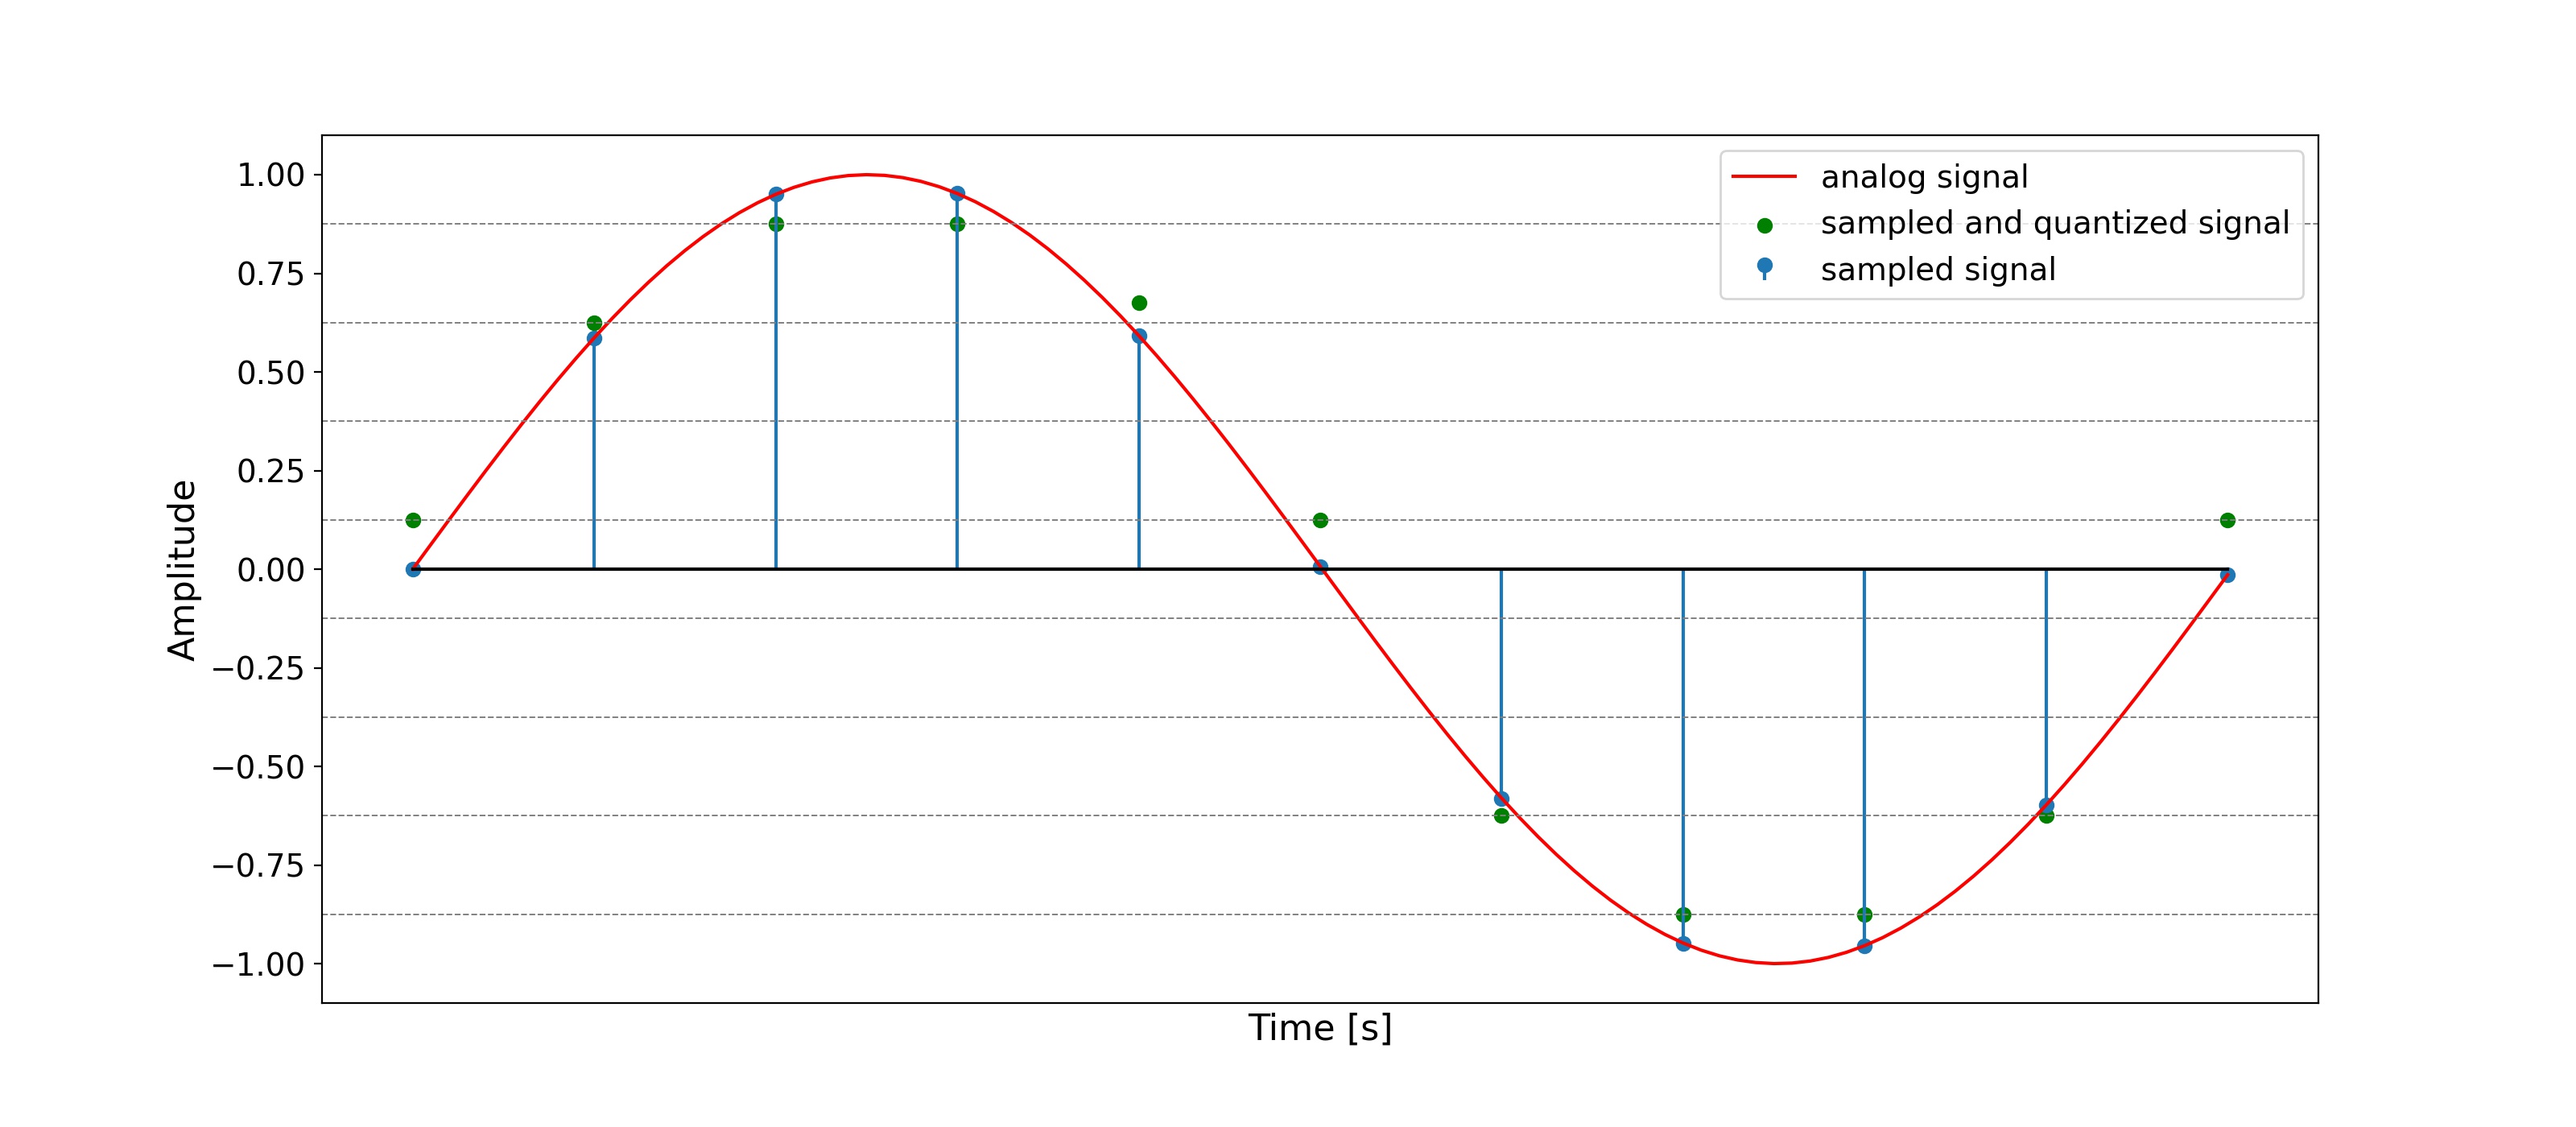 1.00
0.75
0.50
0.25
0.00
−0.25
−0.50
−0.75
−1.00
Amplitude
Time [s]
analog signal
sampled and quantized signal
sampled signal